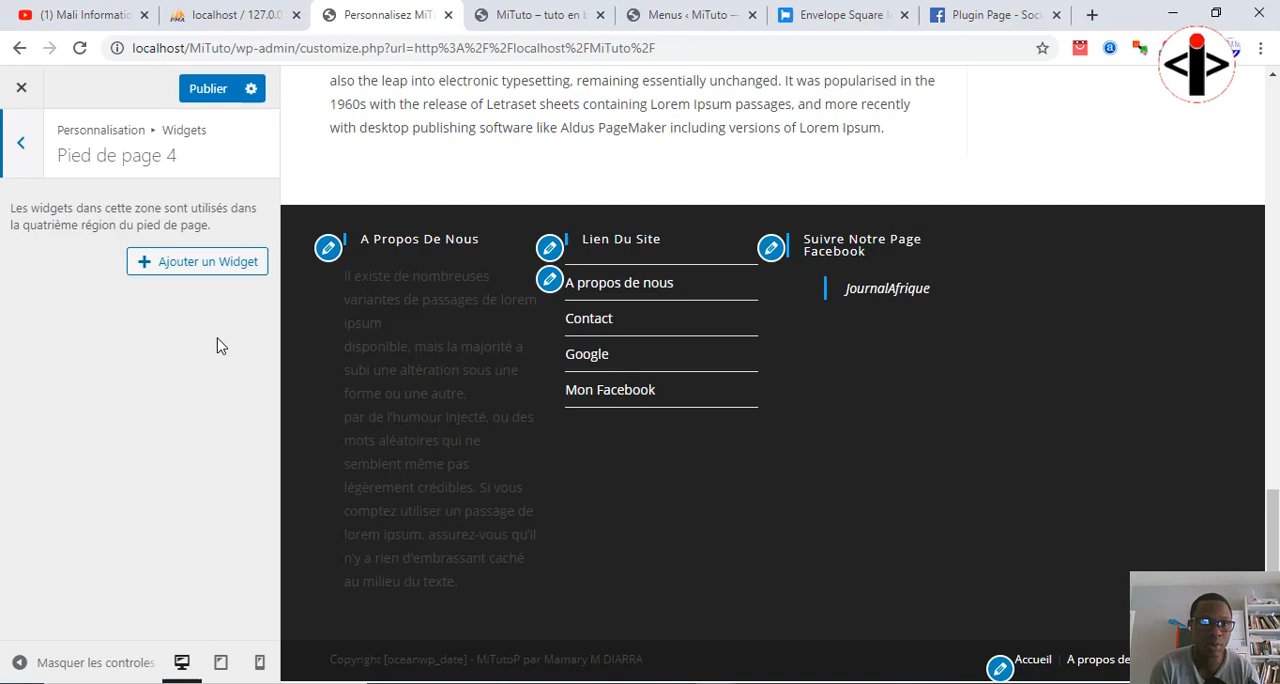 (1) Mali Informati
localhost / 127.0.0
Personnalisez MiT
MiTuto – tuto en b
Menus ‹ MiTuto —
Envelope Square I
Plugin Page - Soci
localhost/MiTuto/wp-admin/customize.php?url=http%3A%2F%2Flocalhost%2FMiTuto%2F
Publier
Personnalisation ▸ Widgets
Pied de page 4
Les widgets dans cette zone sont utilisés dans
la quatrième région du pied de page.
Ajouter un Widget
also the leap into electronic typesetting, remaining essentially unchanged. It was popularised in the
1960s with the release of Letraset sheets containing Lorem Ipsum passages, and more recently
with desktop publishing software like Aldus PageMaker including versions of Lorem Ipsum.
A Propos De Nous
Il existe de nombreuses
variantes de passages de lorem
ipsum
disponible, mais la majorité a
subi une altération sous une
forme ou une autre,
par de l'humour injecté, ou des
mots aléatoires qui ne
semblent même pas
légèrement crédibles. Si vous
comptez utiliser un passage de
lorem ipsum, assurez-vous qu'il
n'y a rien d'embrassant caché
au milieu du texte.
Lien Du Site
A propos de nous
Contact
Google
Mon Facebook
Suivre Notre Page
Facebook
JournalAfrique
Masquer les controles
Copyright [oceanwp_date] - MiTutoP par Mamary M DIARRA
Accueil
A propos de